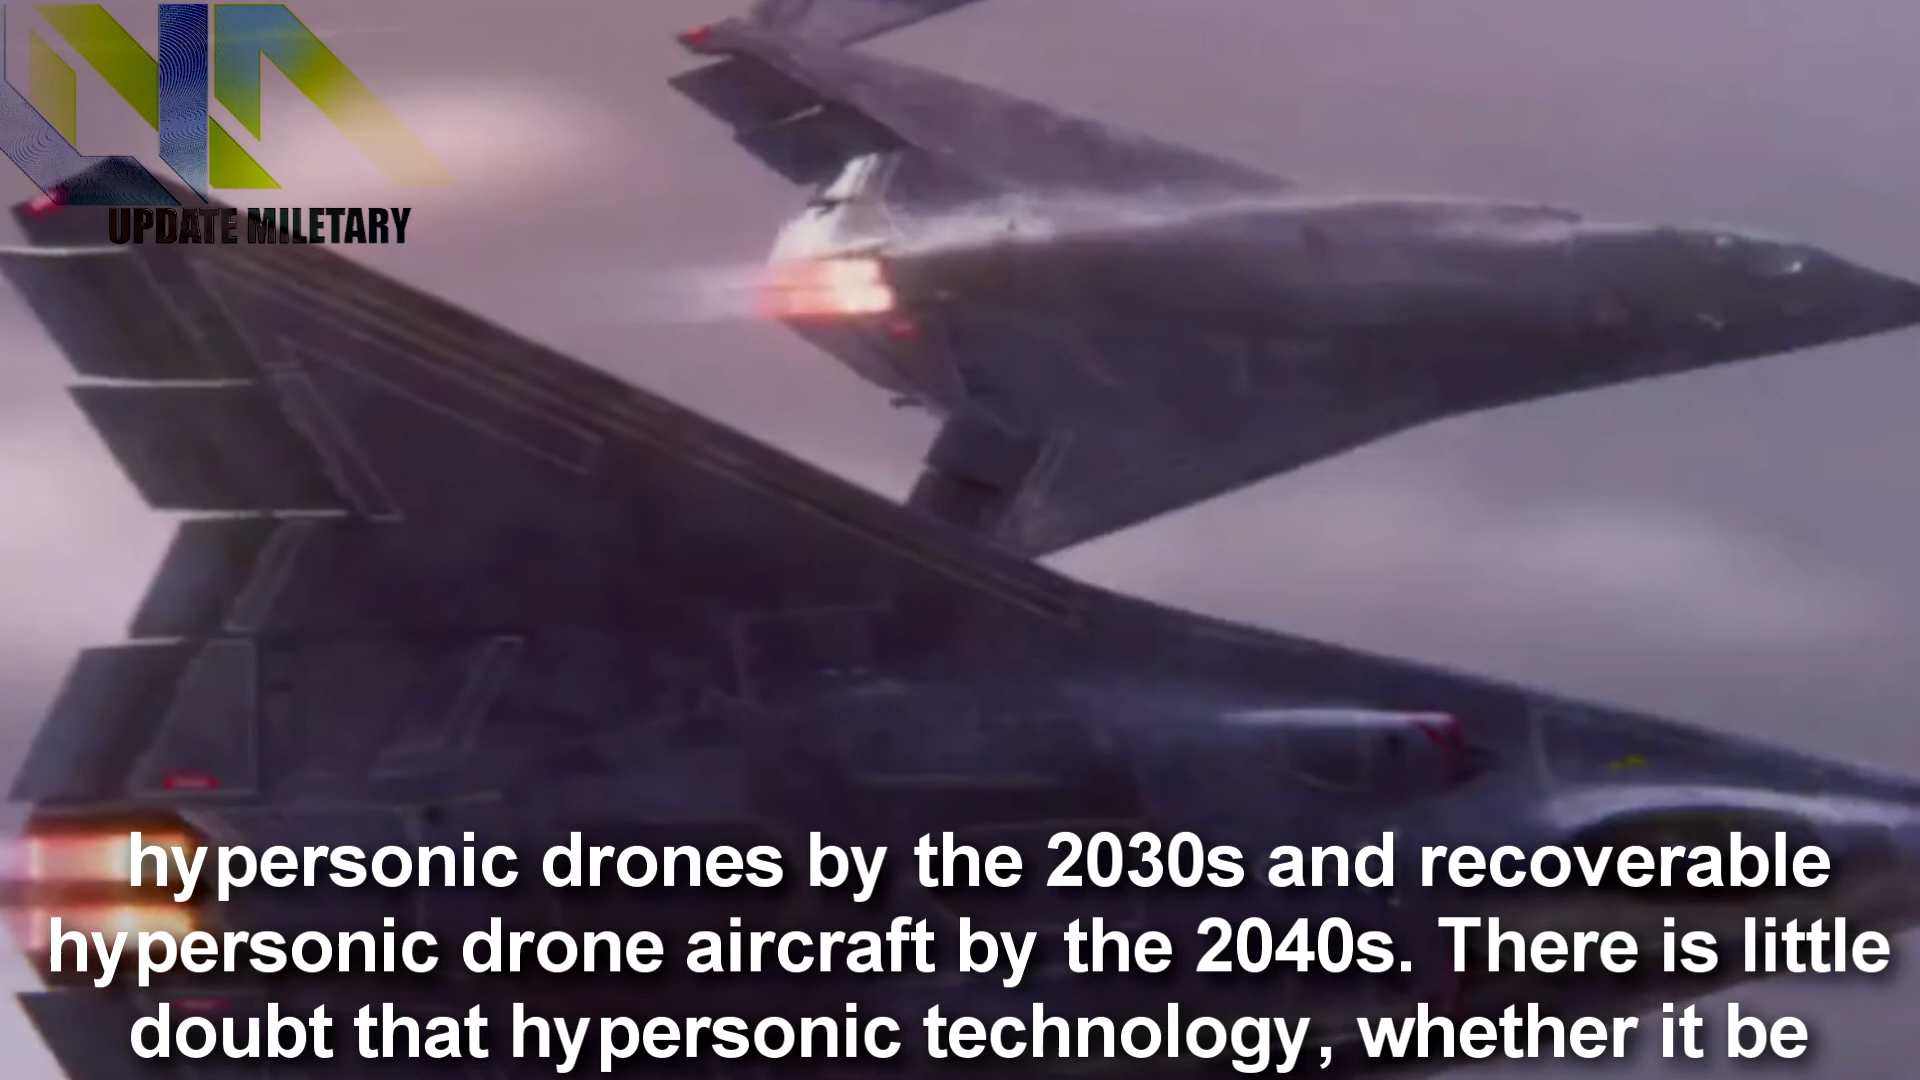 UPDATE MILETARY
hypersonic drones by the 2030s and recoverable
hypersonic drone aircraft by the 2040s. There is little
doubt that hypersonic technology, whether it be